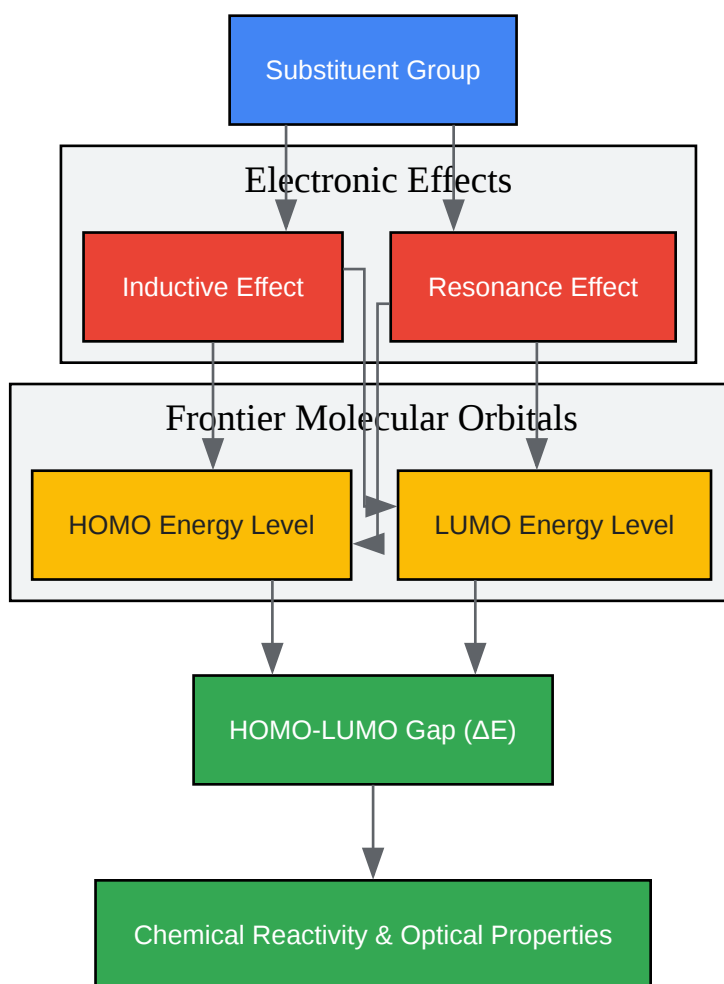 Substituent Group
Electronic Effects
Inductive Effect
Resonance Effect
Frontier Molecular Orbitals
HOMO Energy Level
LUMO Energy Level
HOMO-LUMO Gap (ΔE)
Chemical Reactivity & Optical Properties